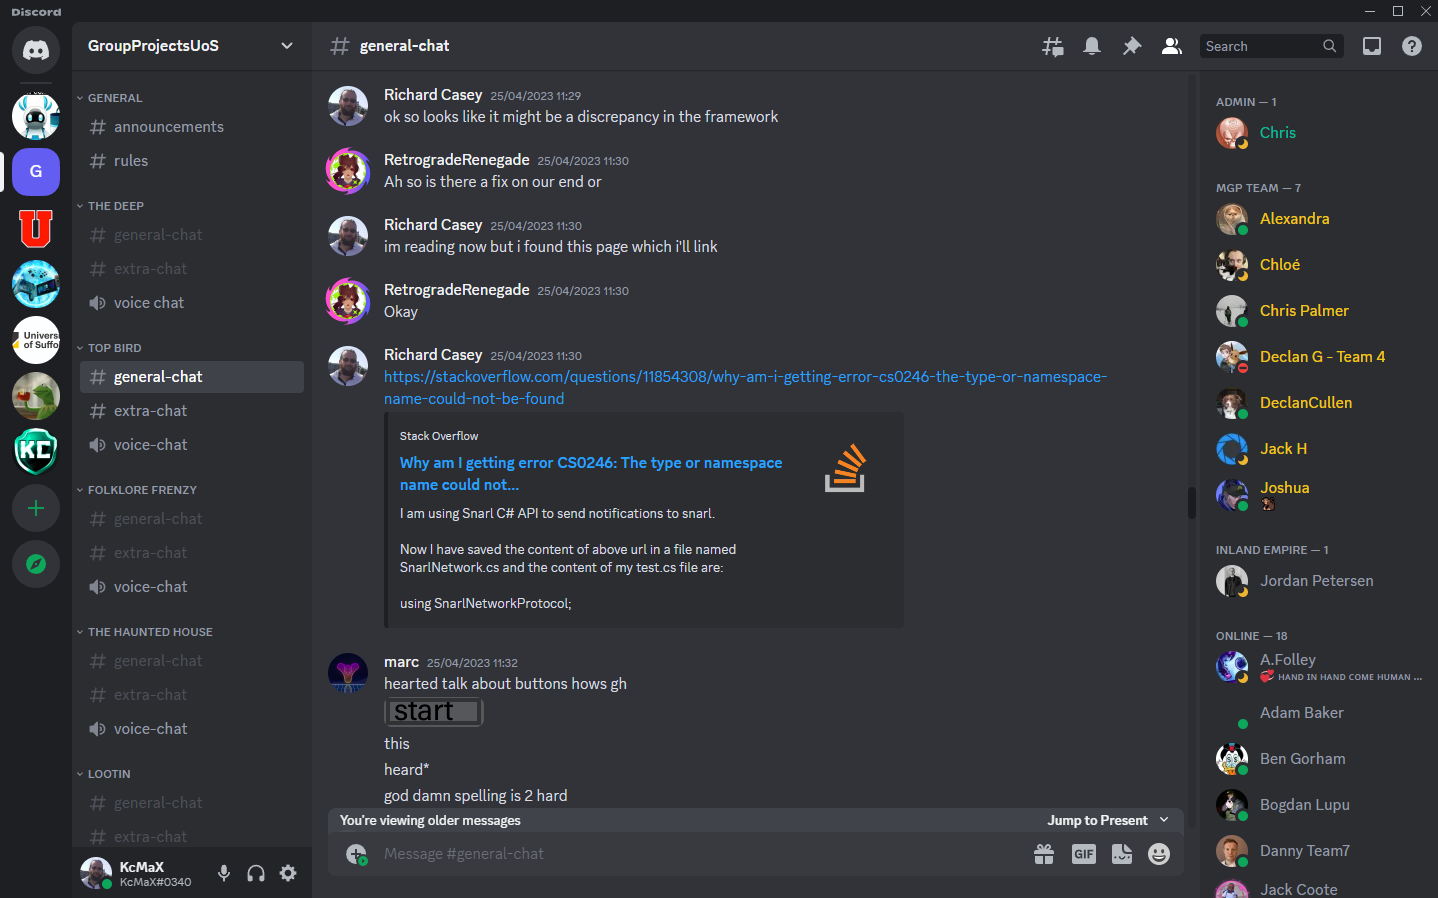 Discord
GroupProjectsUoS
GENERAL
announcements
rules
THE DEEP
general-chat
extra-chat
voice chat
TOP BIRD
general-chat
extra-chat
voice-chat
FOLKLORE FRENZY
general-chat
extra-chat
voice-chat
THE HAUNTED HOUSE
general-chat
extra-chat
voice-chat
LOOTIN
general-chat
extra-chat
KcMaX
KcMaX#0340
G
U
Univers
of Suffo
KC
general-chat
Search
Richard Casey 25/04/2023 11:29
ok so looks like it might be a discrepancy in the framework
RetrogradeRenegade 25/04/2023 11:30
Ah so is there a fix on our end or
Richard Casey 25/04/2023 11:30
im reading now but i found this page which i'll link
RetrogradeRenegade 25/04/2023 11:30
Okay
Richard Casey 25/04/2023 11:30
https://stackoverflow.com/questions/11854308/why-am-i-getting-error-cs0246-the-type-or-namespace-
name-could-not-be-found
Stack Overflow
Why am I getting error CS0246: The type or namespace
name could not...
I am using Snarl C# API to send notifications to snarl.
Now I have saved the content of above url in a file named
SnarlNetwork.cs and the content of my test.cs file are:
using SnarlNetworkProtocol;
marc 25/04/2023 11:32
hearted talk about buttons hows gh
start
this
heard*
god damn spelling is 2 hard
You're viewing older messages
Jump to Present
Message #general-chat
GIF
ADMIN — 1
Chris
MGP TEAM — 7
Alexandra
Chloé
Chris Palmer
Declan G - Team 4
DeclanCullen
Jack H
Joshua
INLAND EMPIRE — 1
Jordan Petersen
ONLINE — 18
A.Folley
HAND IN HAND COME HUMAN ...
Adam Baker
Ben Gorham
Bogdan Lupu
Danny Team7
Jack Coote